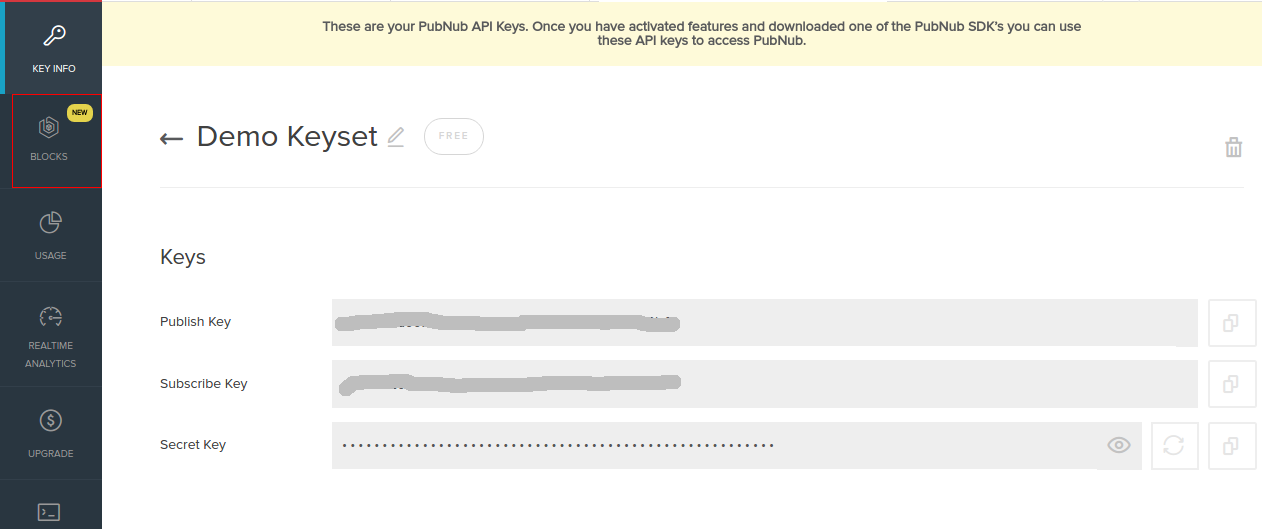 These are your PubNub API Keys. Once you have activated features and downloaded one of the PubNub SDK's you can use
these API keys to access PubNub.
KEY INFO
NEW
BLOCKS
USAGE
REALTIME
ANALYTICS
UPGRADE
Demo Keyset
FREE
Keys
Publish Key
Subscribe Key
Secret Key